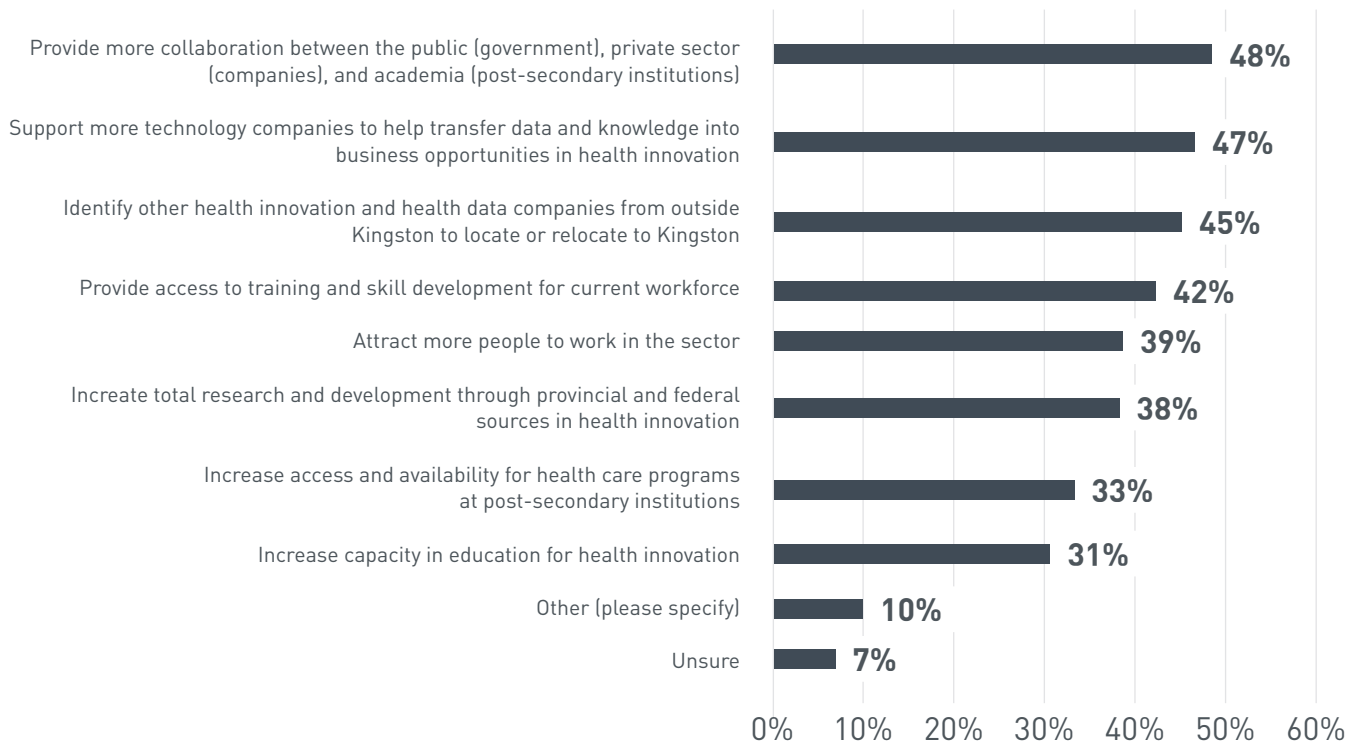 Provide more collaboration between the public (government), private sector
(companies), and academia (post-secondary institutions)
48%
Support more technology companies to help transfer data and knowledge into
business opportunities in health innovation
47%
Identify other health innovation and health data companies from outside
Kingston to locate or relocate to Kingston
45%
Provide access to training and skill development for current workforce
42%
Attract more people to work in the sector
39%
Increate total research and development through provincial and federal
sources in health innovation
38%
Increase access and availability for health care programs
at post-secondary institutions
33%
Increase capacity in education for health innovation
31%
Other (please specify)
10%
Unsure
7%
0% 10% 20% 30% 40% 50% 60%